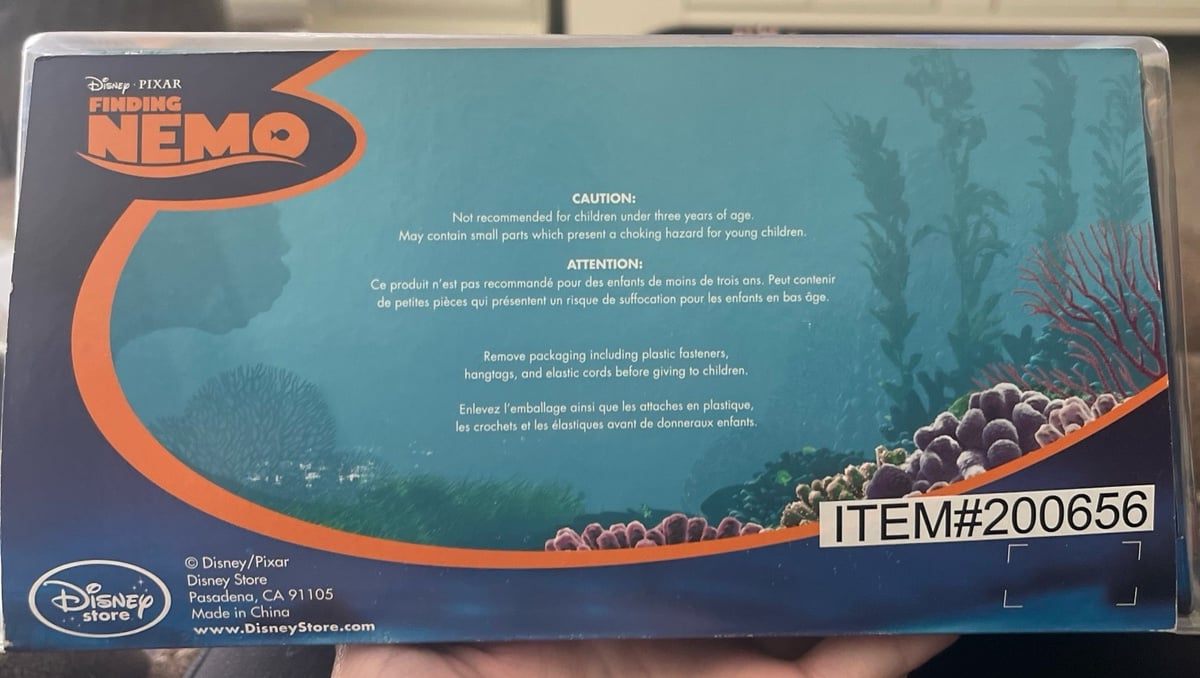 Disney · PIXAR
FINDING
NEMO
CAUTION:
Not recommended for children under three years of age.
May contain small parts which present a choking hazard for young children.
ATTENTION:
Ce produit n'est pas recommandé pour des enfants de moins de trois ans. Peut contenir
de petites pièces qui présentent un risque de suffocation pour les enfants en bas âge.
Remove packaging including plastic fasteners,
hangtags, and elastic cords before giving to children.
Enlevez l'emballage ainsi que les attaches en plastique,
les crochets et les élastiques avant de donneraux enfants.
ITEM#200656
Disney
store
© Disney/Pixar
Disney Store
Pasadena, CA 91105
Made in China
www.DisneyStore.com